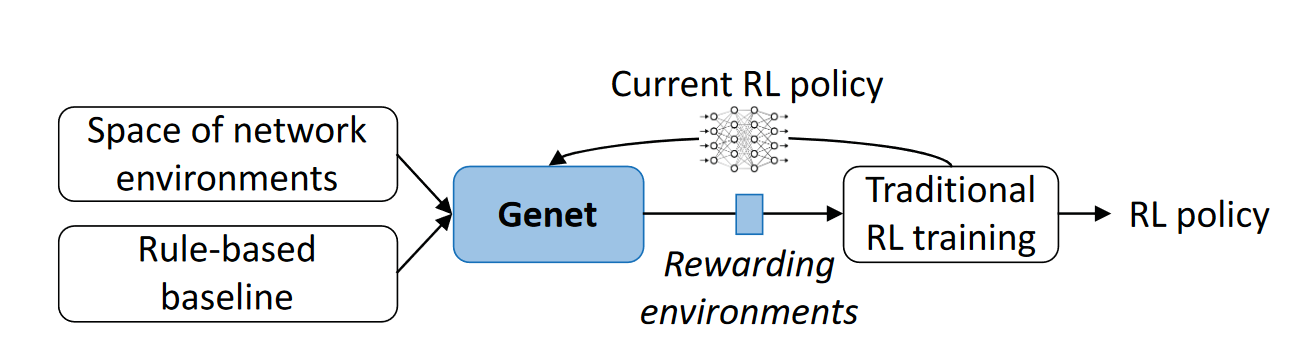 Current RL policy
Space of network
environments
Rule-based
baseline
Genet
Rewarding
environments
Traditional
RL training
RL policy